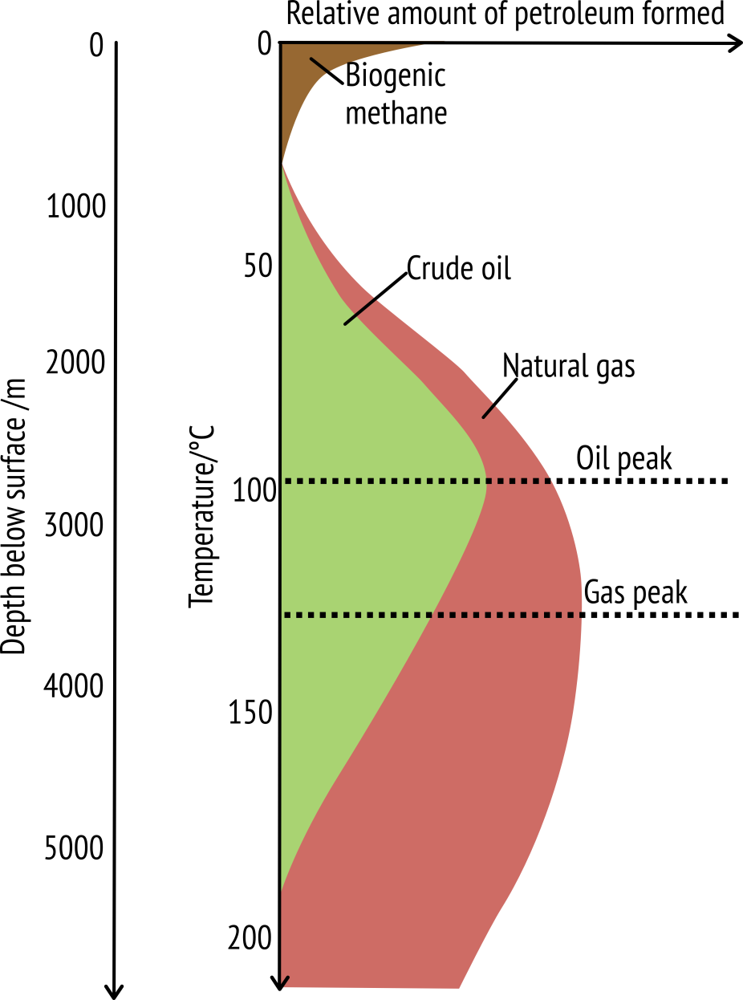 Relative amount of petroleum formed
0
0
Biogenic
methane
1000
50
Crude oil
2000
Natural gas
Depth below surface /m
Temperature/°C
Oil peak
100
3000
Gas peak
4000
150
5000
200